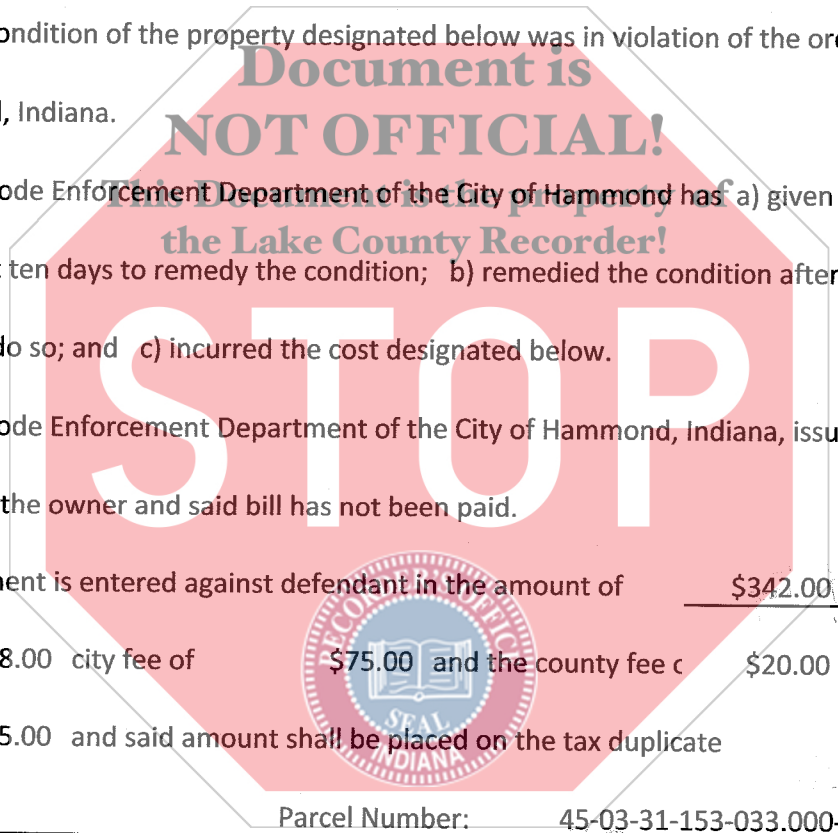 ondition of the property designated below was in violation of the ord
Document is
, Indiana.
NOT OFFICIAL!
ode Enforcement Department of the City of Hammond has a) given
This Document is the property of
the Lake County Recorder!
ten days to remedy the condition; b) remedied the condition after
do so; and c) incurred the cost designated below.
STOP
ode Enforcement Department of the City of Hammond, Indiana, issu
the owner and said bill has not been paid.
ent is entered against defendant in the amount of $342.00
RECORDER'S OFFICE
8.00 city fee of $75.00 and the county fee $20.00
SEAL
5.00 and said amount shall be placed on the tax duplicate
INDIANA
Parcel Number: 45-03-31-153-033.000-